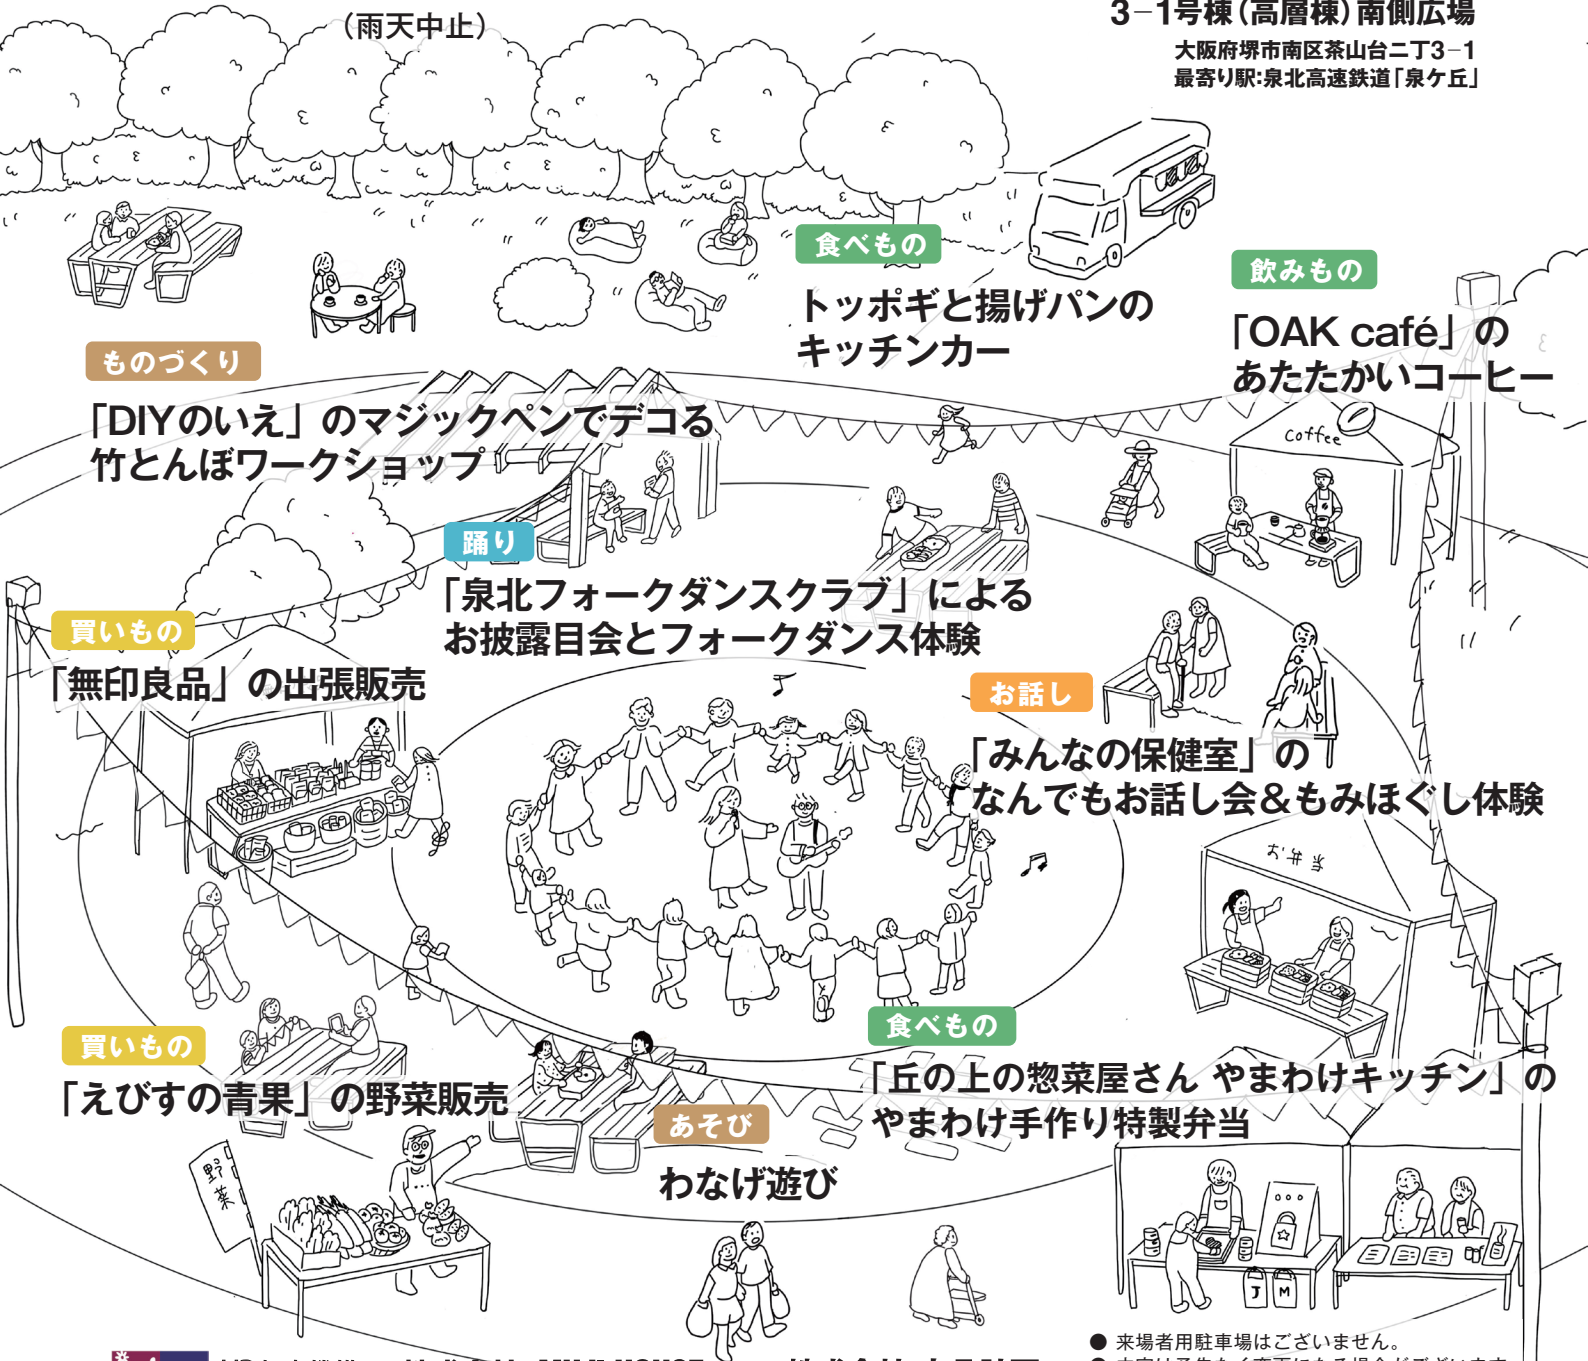 （雨天中止）
3－1号棟（高層棟）南側広場
大阪府堺市南区茶山台二丁3－1
最寄り駅：泉北高速鉄道「泉ケ丘」
食べもの
トッポギと揚げパンの
キッチンカー
飲みもの
「OAK café」の
あたたかいコーヒー
Coffee
ものづくり
「DIYのいえ」のマジックペンでデコる
竹とんぼワークショップ
踊り
「泉北フォークダンスクラブ」による
お披露目会とフォークダンス体験
買いもの
「無印良品」の出張販売
お話し
「みんなの保健室」の
なんでもお話し会＆もみほぐし体験
お弁当
買いもの
「えびすの青果」の野菜販売
野菜
食べもの
「丘の上の惣菜屋さん やまわけキッチン」の
やまわけ手作り特製弁当
あそび
わなげ遊び
J M
● 来場者用駐車場はございません。